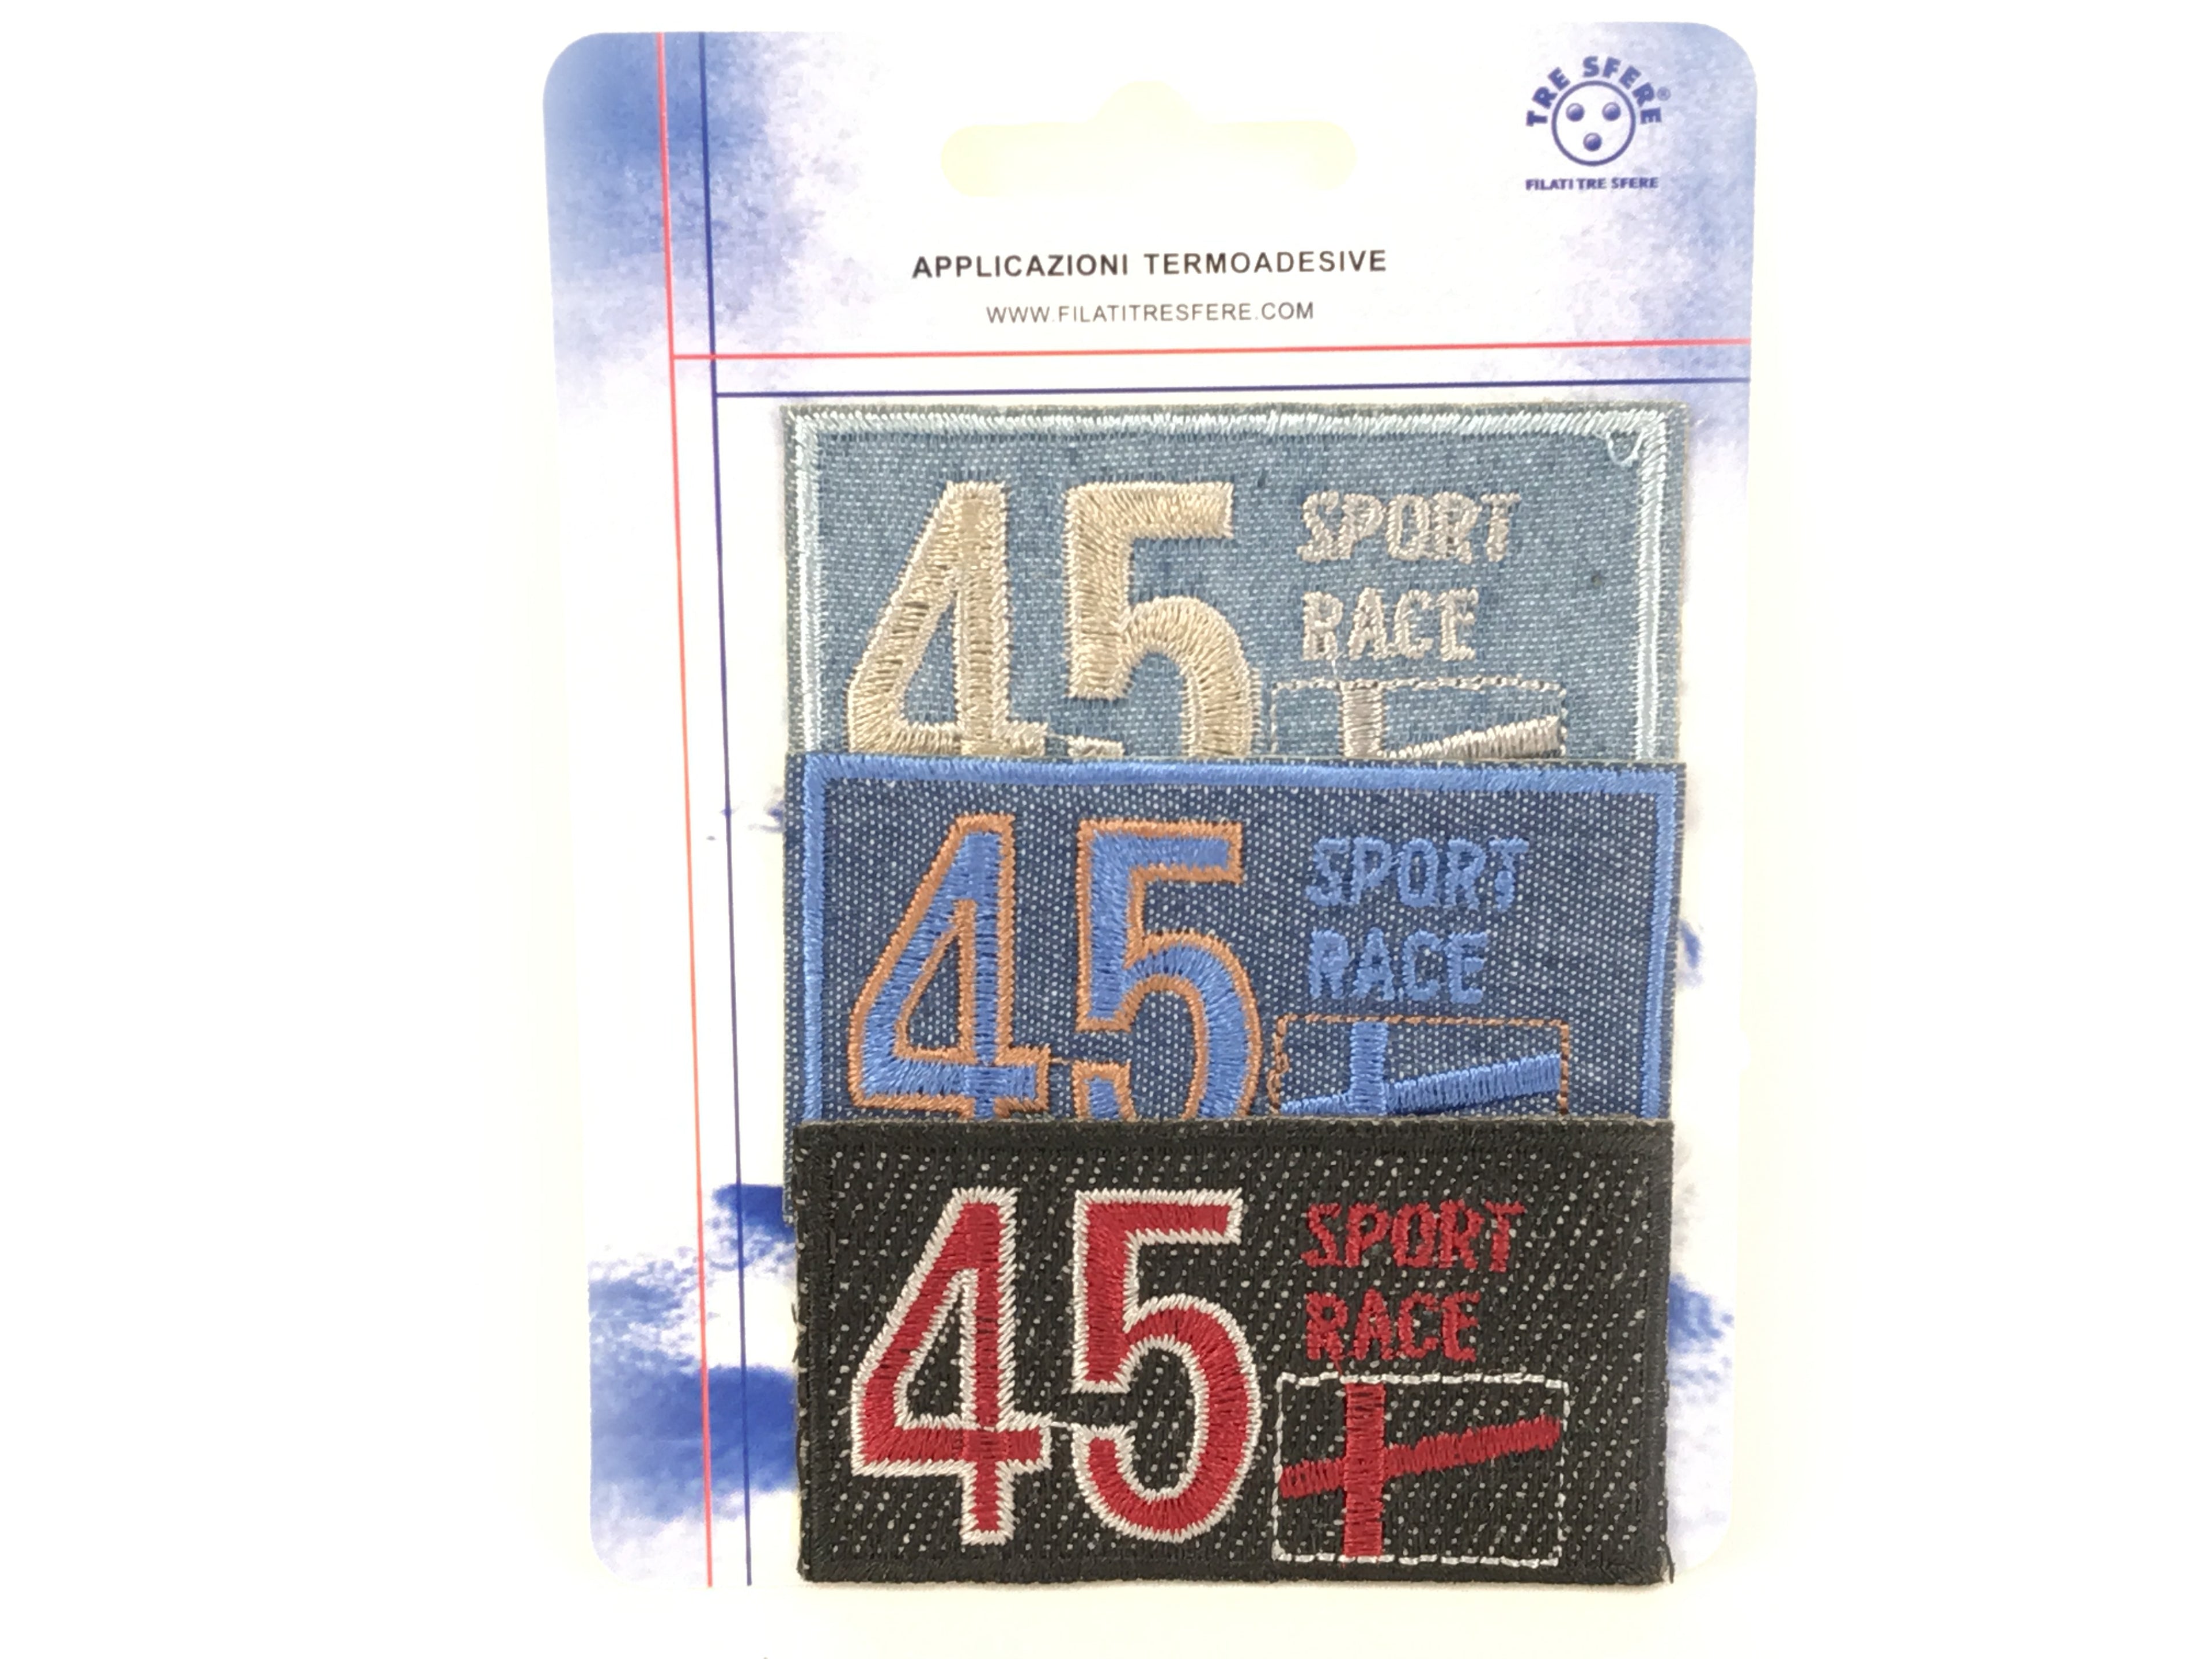 TRE SFERE®
FILATI TRE SFERE
APPLICAZIONI TERMOADESIVE
WWW.FILATITRESFERE.COM
45 SPORT
RACE
45 SPORT
RACE
45 SPORT
RACE